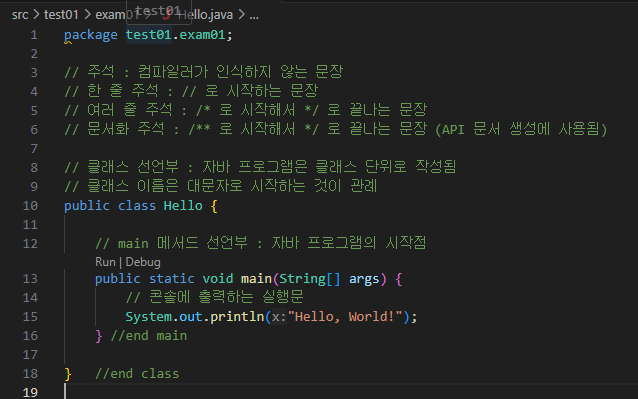 src > test01 > exam01 > Hello.java > ...
test01
1 package test01.exam01;
2
3 // 주석 : 컴파일러가 인식하지 않는 문장
4 // 한 줄 주석 : // 로 시작하는 문장
5 // 여러 줄 주석 : /* 로 시작해서 */ 로 끝나는 문장
6 // 문서화 주석 : /** 로 시작해서 */ 로 끝나는 문장 (API 문서 생성에 사용됨)
7
8 // 클래스 선언부 : 자바 프로그램은 클래스 단위로 작성됨
9 // 클래스 이름은 대문자로 시작하는 것이 관례
10 public class Hello {
11
12 // main 메서드 선언부 : 자바 프로그램의 시작점
Run | Debug
13 public static void main(String[] args) {
14 // 콘솔에 출력하는 실행문
15 System.out.println(x:"Hello, World!");
16 } //end main
17
18 } //end class
19